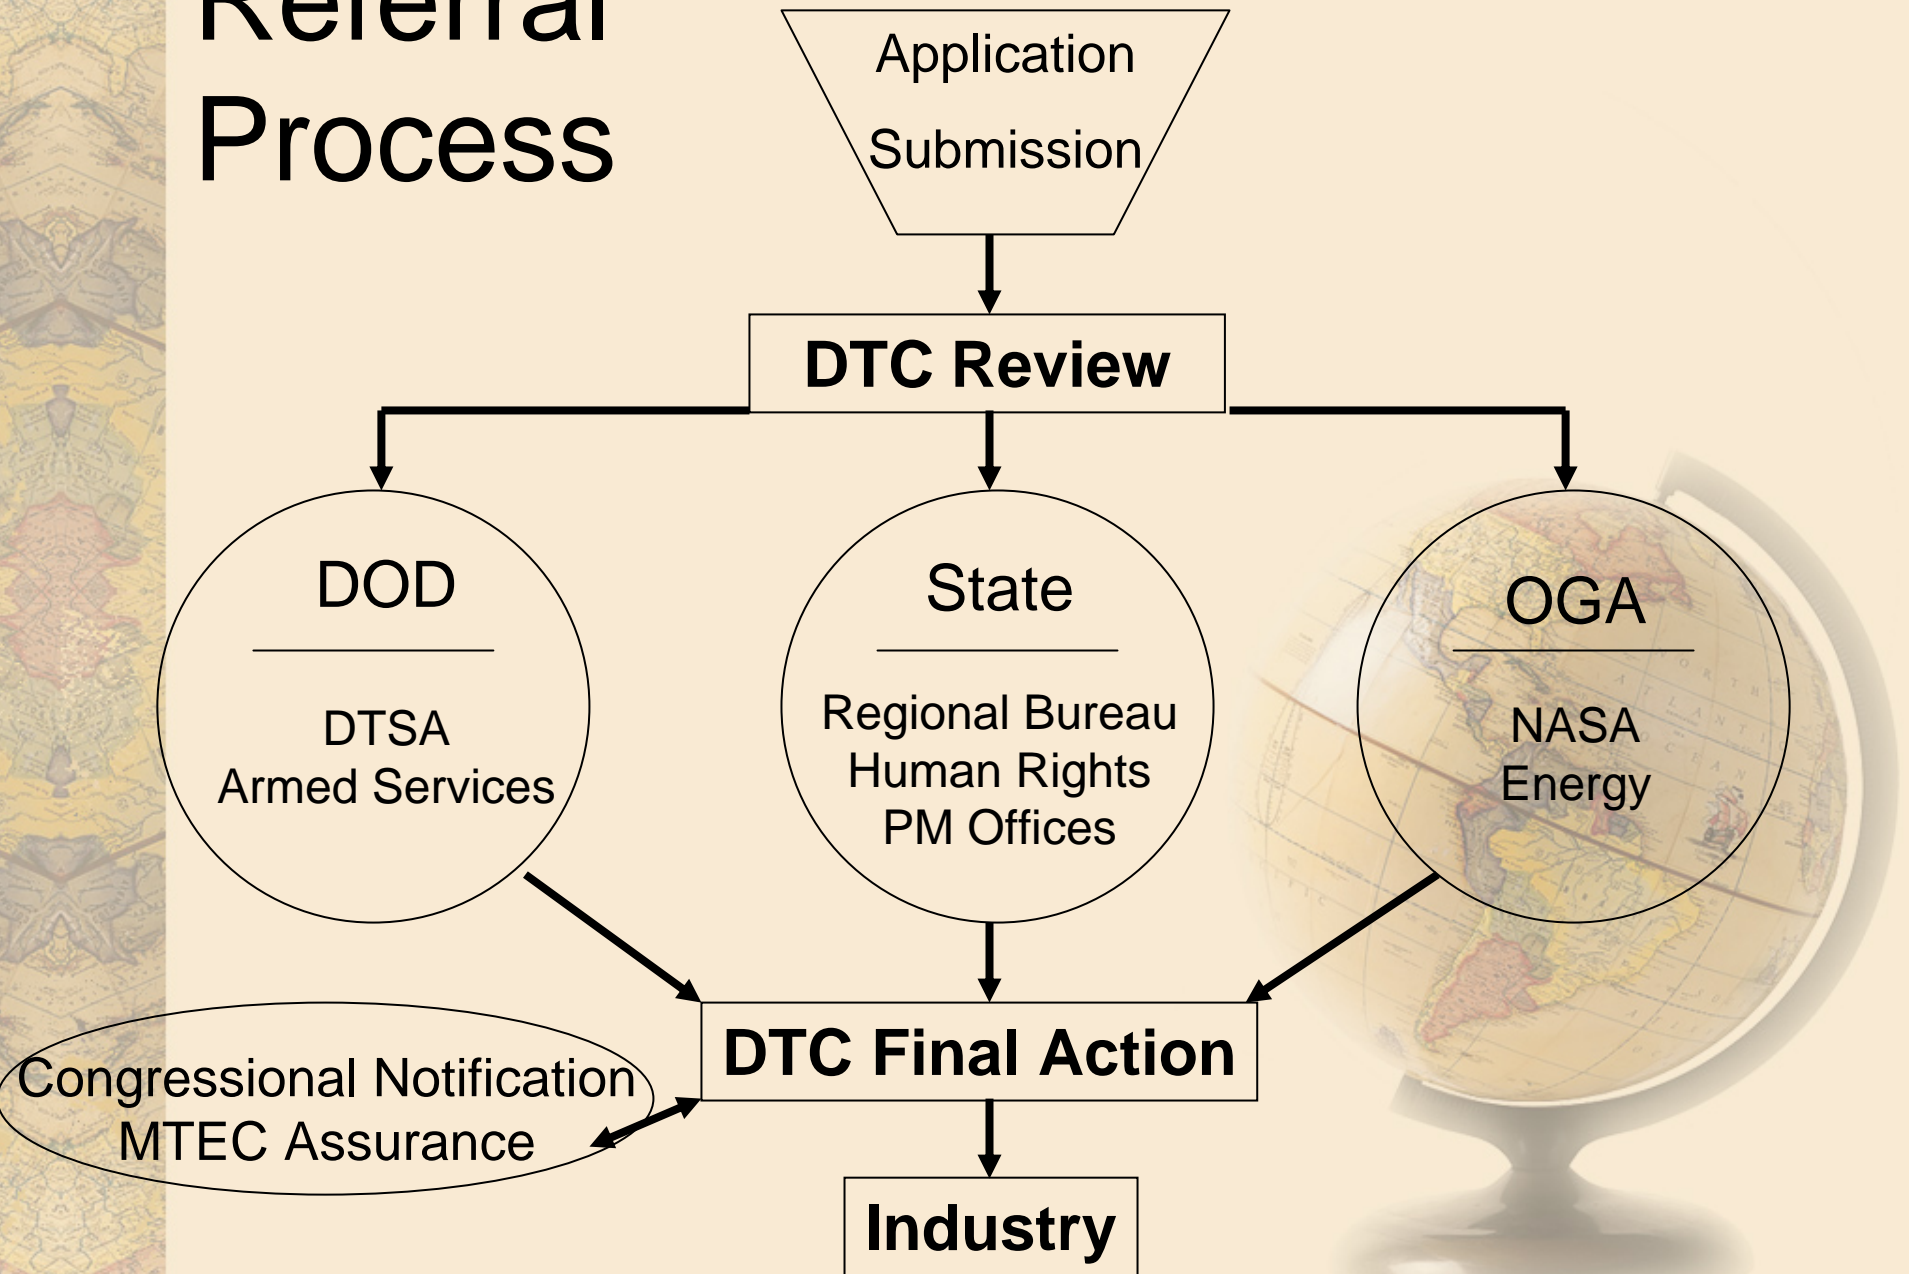 Referral
Process
Application
Submission
DTC Review
DOD
DTSA
Armed Services
State
Regional Bureau
Human Rights
PM Offices
OGA
NASA
Energy
DTC Final Action
Congressional Notification
MTEC Assurance
Industry